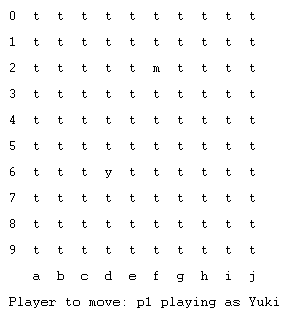 0 t t t t t t t t t t
1 t t t t t t t t t t
2 t t t t t m t t t t
3 t t t t t t t t t t
4 t t t t t t t t t t
5 t t t t t t t t t t
6 t t t y t t t t t t
7 t t t t t t t t t t
8 t t t t t t t t t t
9 t t t t t t t t t t
a b c d e f g h i j
Player to move: p1 playing as Yuki